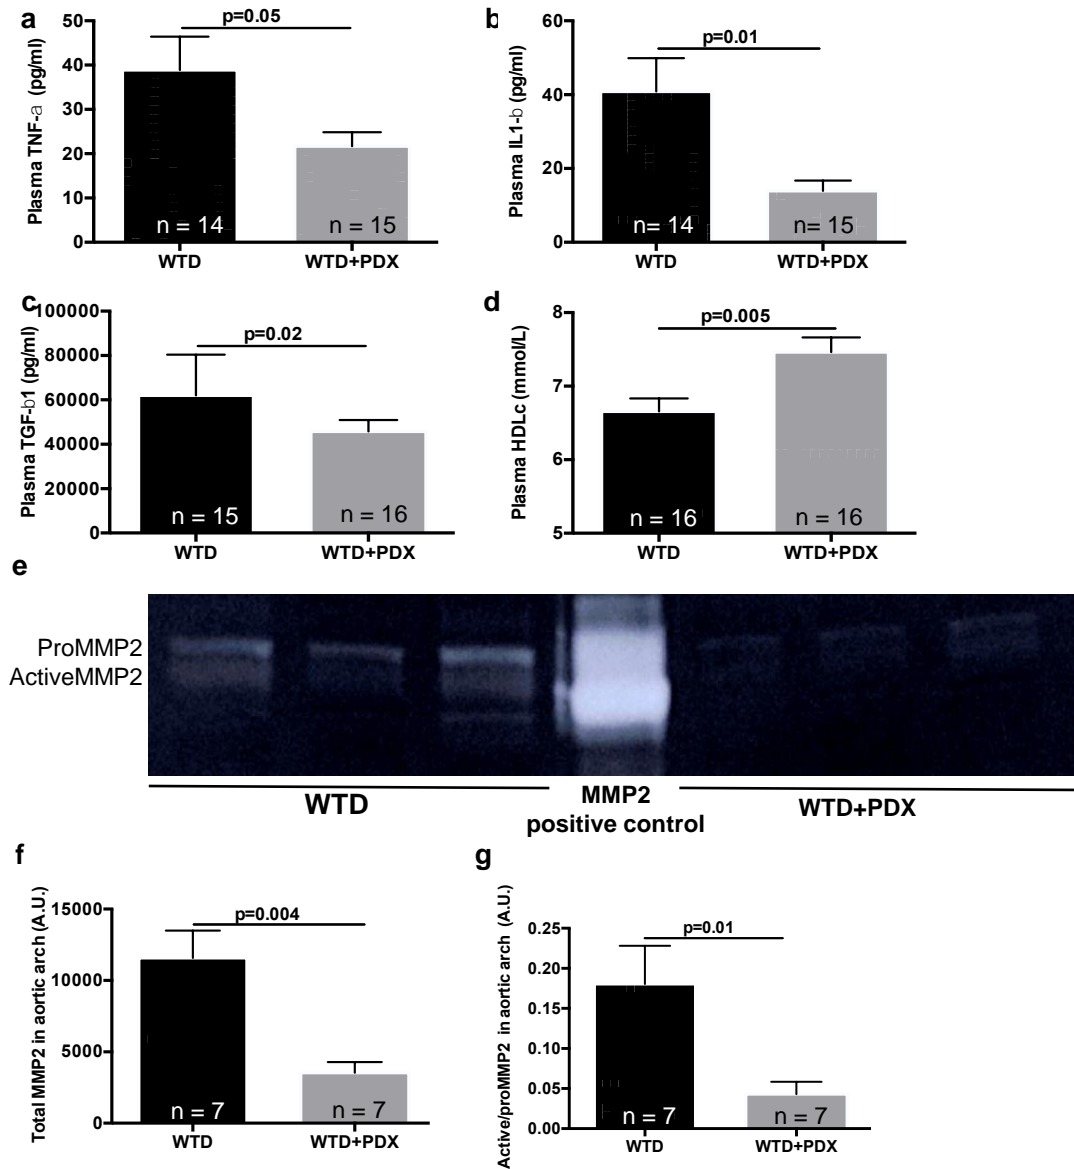 a
50
40
30
20
10
0
Plasma TNF-a (pg/ml)
p=0.05
n = 14
n = 15
WTD
WTD+PDX
b
60
40
20
0
Plasma IL1-b (pg/ml)
p=0.01
n= 14
n= 15
WTD
WTD+PDX
c
100000
80000
60000
40000
20000
0
Plasma TGF-b1 (pg/ml)
p=0.02
n = 15
n = 16
WTD
WTD+PDX
d
8
7
6
5
Plasma HDLc (mmol/L)
p=0.005
n = 16
n = 16
WTD
WTD+PDX
e
ProMMP2
ActiveMMP2
WTD
MMP2
positive control
WTD+PDX
f
15000
10000
5000
0
Total MMP2 in aortic arch (A.U.)
p=0.004
n = 7
n = 7
WTD
WTD+PDX
g
0.25
0.20
0.15
0.10
0.05
0.00
Active/proMMP2 in aortic arch (A.U.)
p=0.01
n = 7
n = 7
WTD
WTD+PDX